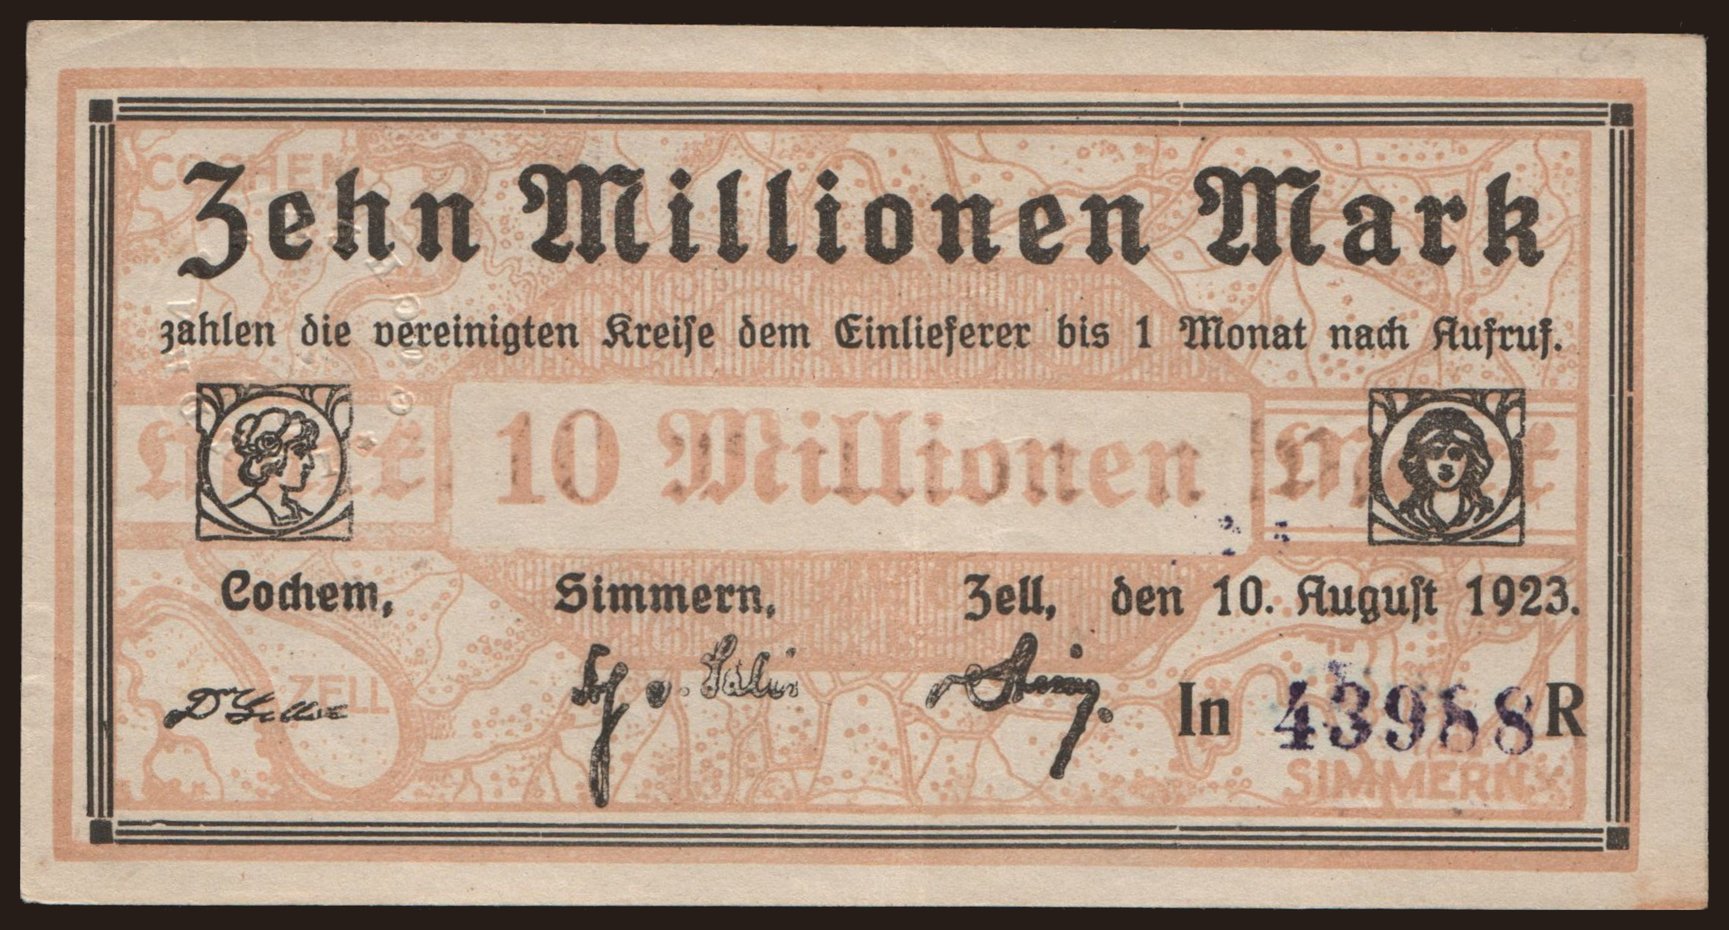 Zehn Millionen Mark
zahlen die vereinigten Kreise dem Einlieferer bis 1 Monat nach Aufruf.
10 Millionen
Cochem, Simmern, Zell, den 10. August 1923.
In 43988 R
COCHEM
ZELL
SIMMERN